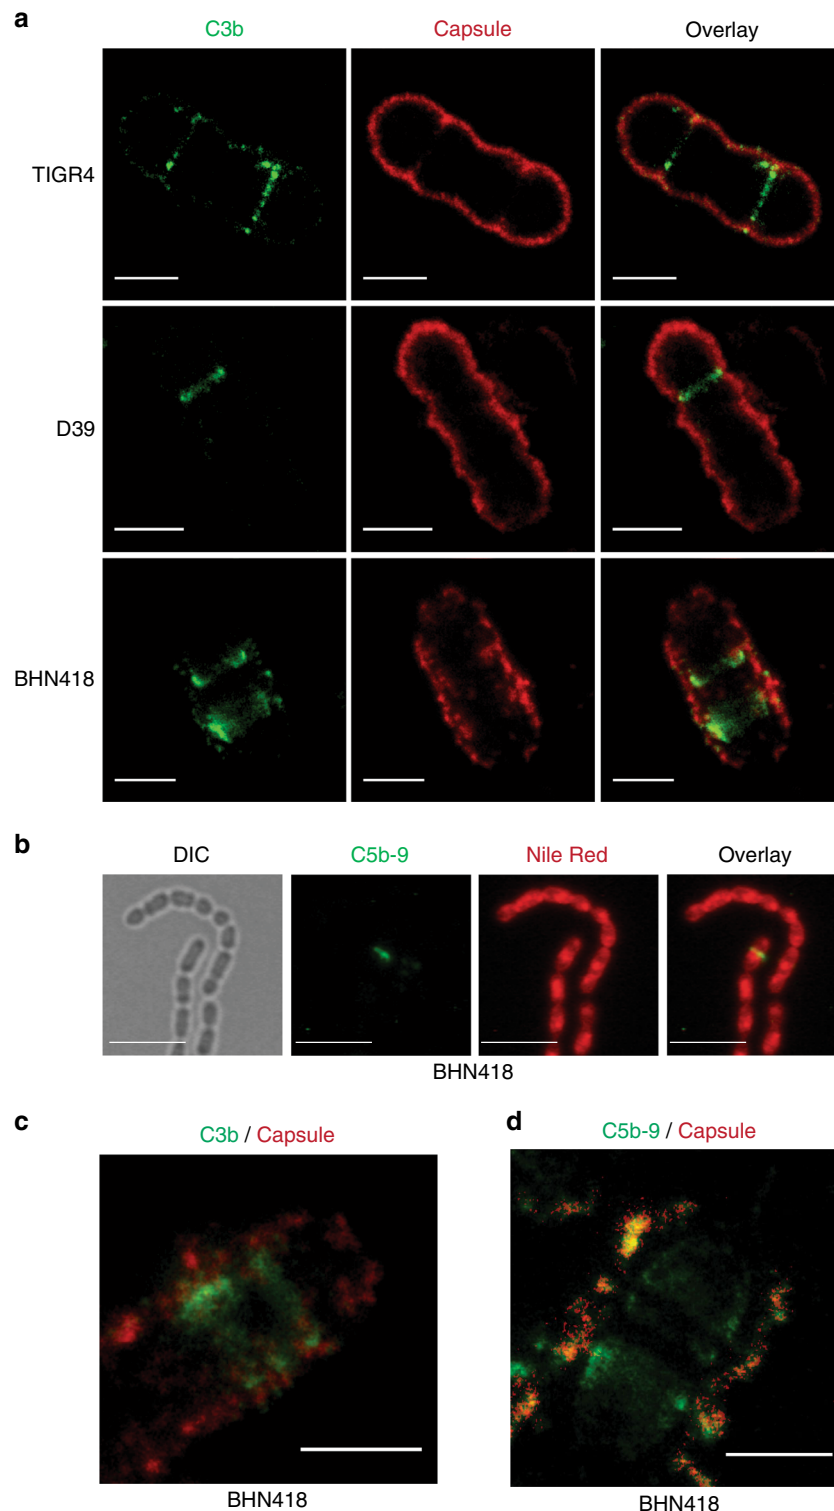 a
C3b Capsule Overlay
TIGR4
D39
BHN418
b
DIC C5b-9 Nile Red Overlay
BHN418
c
C3b / Capsule
BHN418
d
C5b-9 / Capsule
BHN418